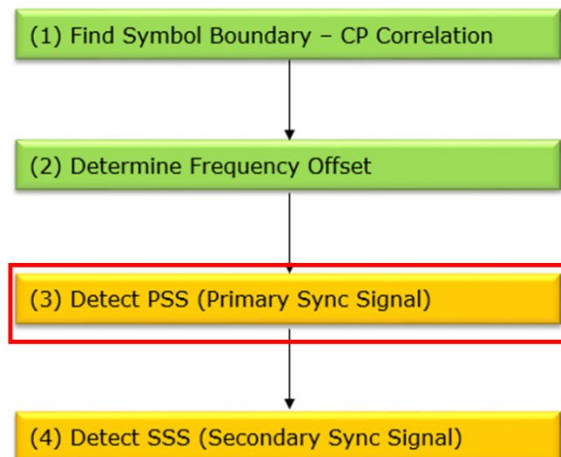 (1) Find Symbol Boundary – CP Correlation
(2) Determine Frequency Offset
(3) Detect PSS (Primary Sync Signal)
(4) Detect SSS (Secondary Sync Signal)